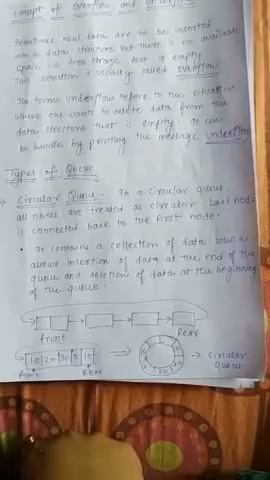 concept of overflow and underflow
Sometimes new data are to be inserted
into a data structure but there is no available
space i.e. free storage list is empty
This situation is usually called overflow
The terms underflow refers to the situation
where one wants to delete data from the
data structure that is empty. It can
be handler by printing the message underflow
Types of Queue
Circular Queue - In a Circular queue,
all nodes are treated as circular. Last node
is connected back to the first node.
• It contains a collection of data which
allows insertion of data at the end of the
queue and deletion of data at the beginning
of the queue.
front Rear
10 20 30 5 15 → circular
queue
front Rear